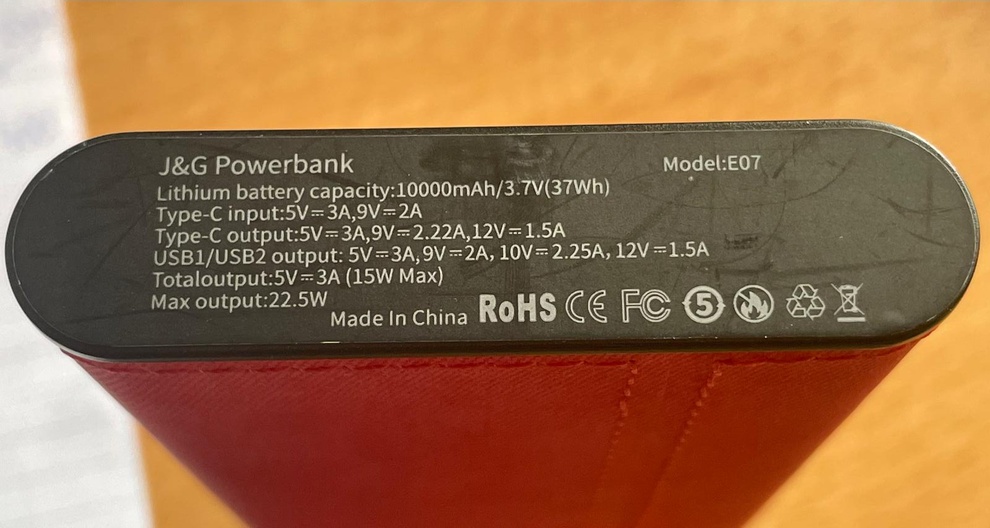 J&G Powerbank
Model:E07
Lithium battery capacity:10000mAh/3.7V(37Wh)
Type-C input:5V⎓3A,9V⎓2A
Type-C output:5V⎓3A,9V⎓2.22A,12V⎓1.5A
USB1/USB2 output: 5V⎓3A,9V⎓2A, 10V⎓2.25A, 12V⎓1.5A
Totaloutput:5V⎓3A (15W Max)
Max output:22.5W
Made In China RoHS CE FC 5